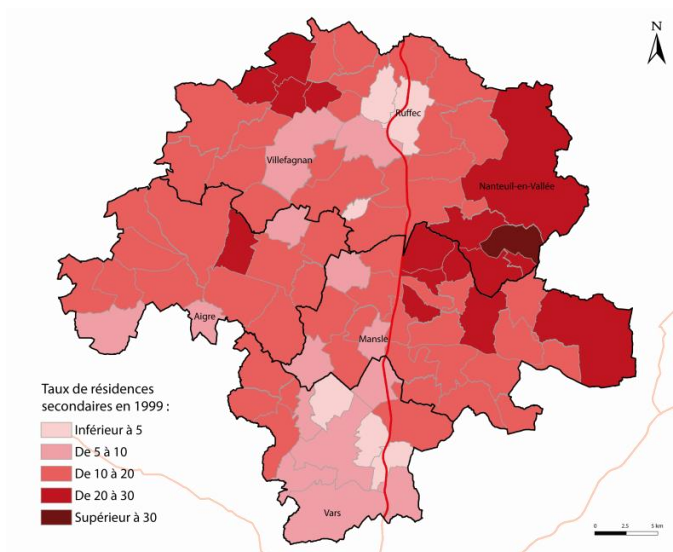 N
Ruffec
Villefagnan
Nanteuil-en-Vallée
Aigre
Mansle
Taux de résidences
secondaires en 1999 :
Inférieur à 5
De 5 à 10
De 10 à 20
De 20 à 30
Supérieur à 30
Vars
0 2.5 5 km